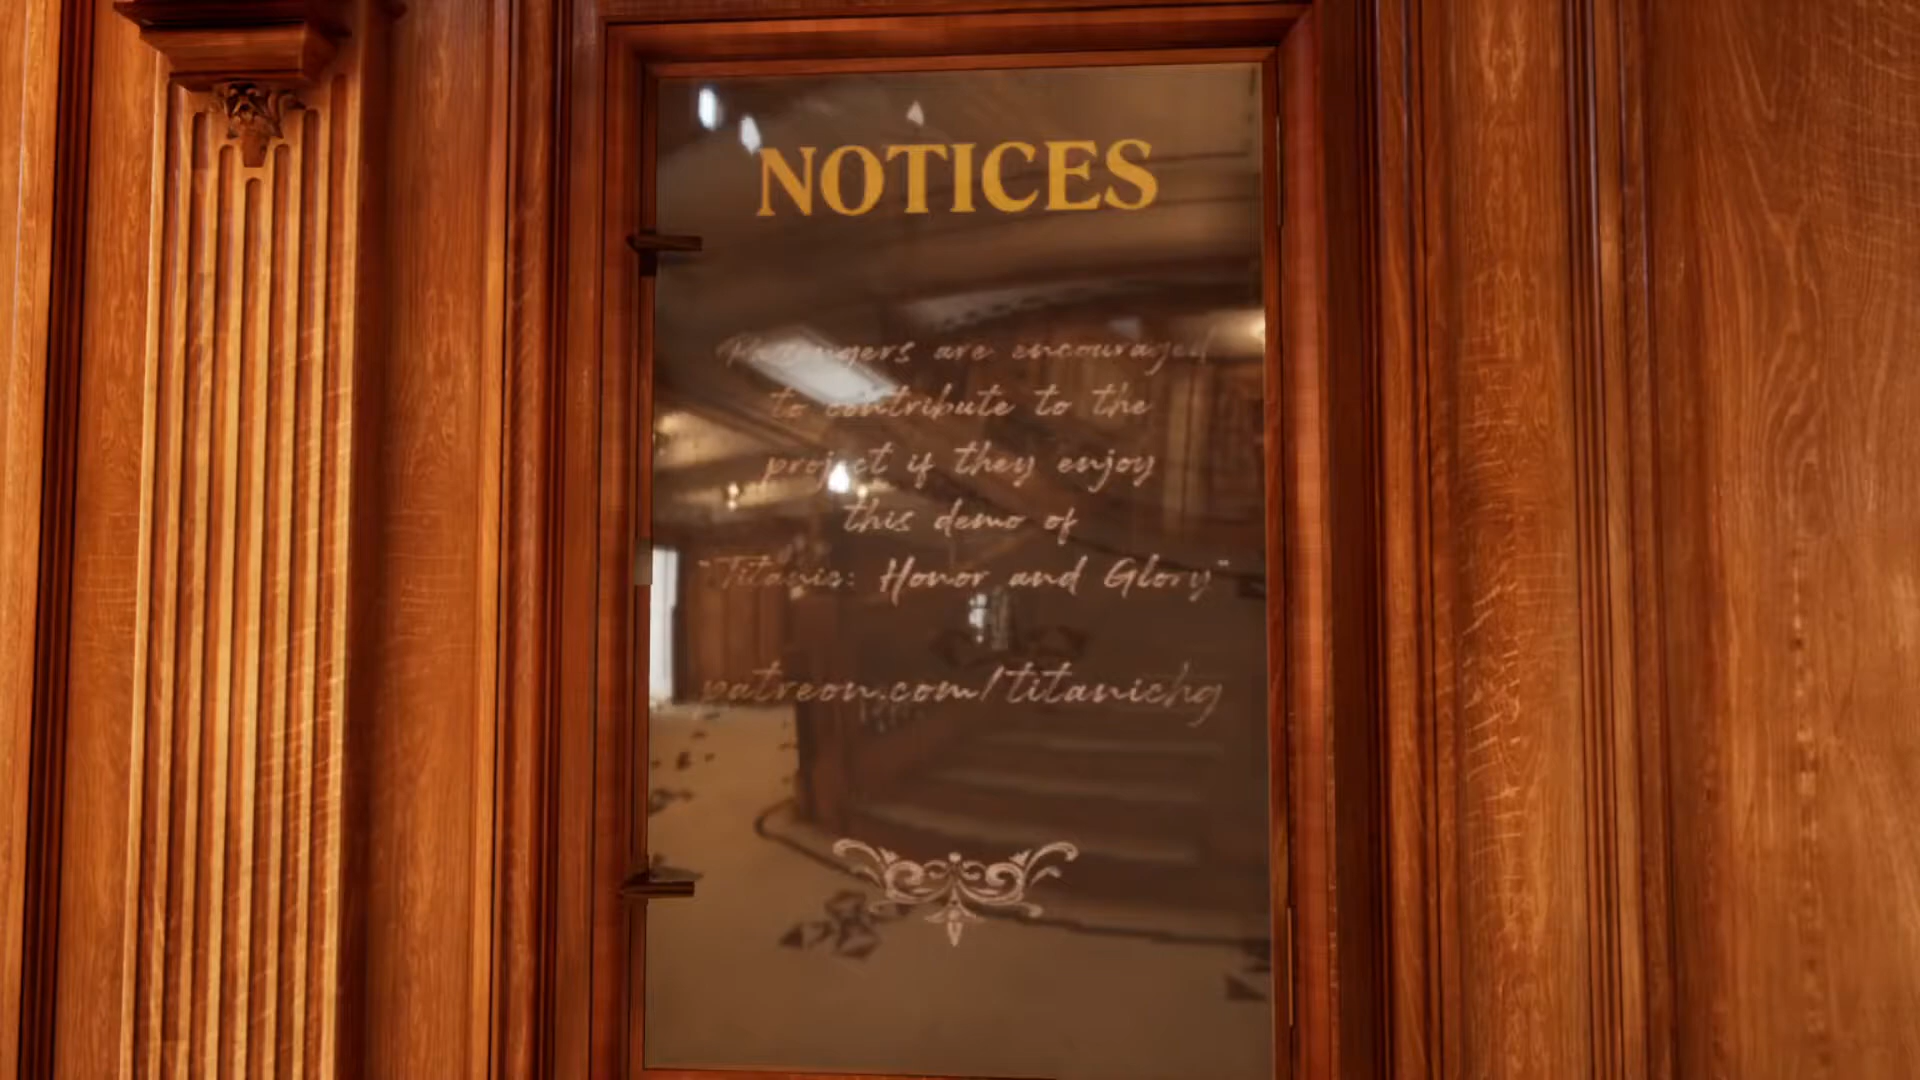 NOTICES
Passengers are encouraged
to contribute to the
project if they enjoy
this demo of
"Titanic: Honor and Glory"
patreon.com/titanichg